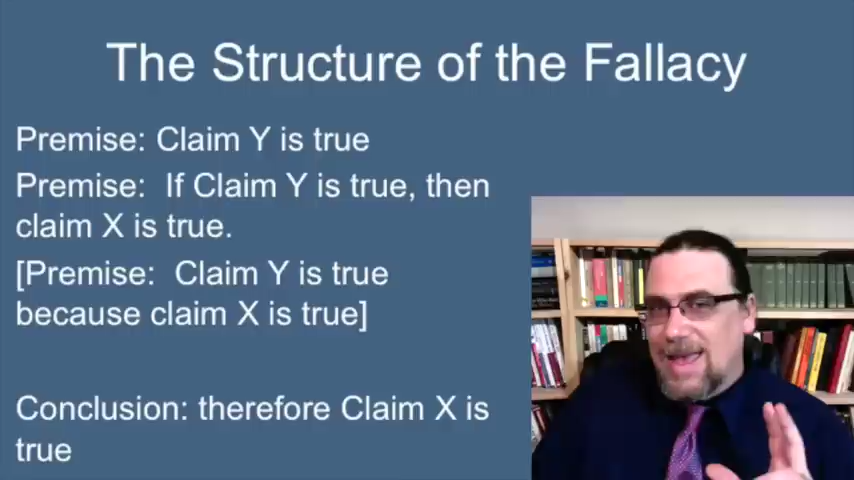 The Structure of the Fallacy
Premise: Claim Y is true
Premise:  If Claim Y is true, then
claim X is true.
[Premise:  Claim Y is true
because claim X is true]
Conclusion: therefore Claim X is
true